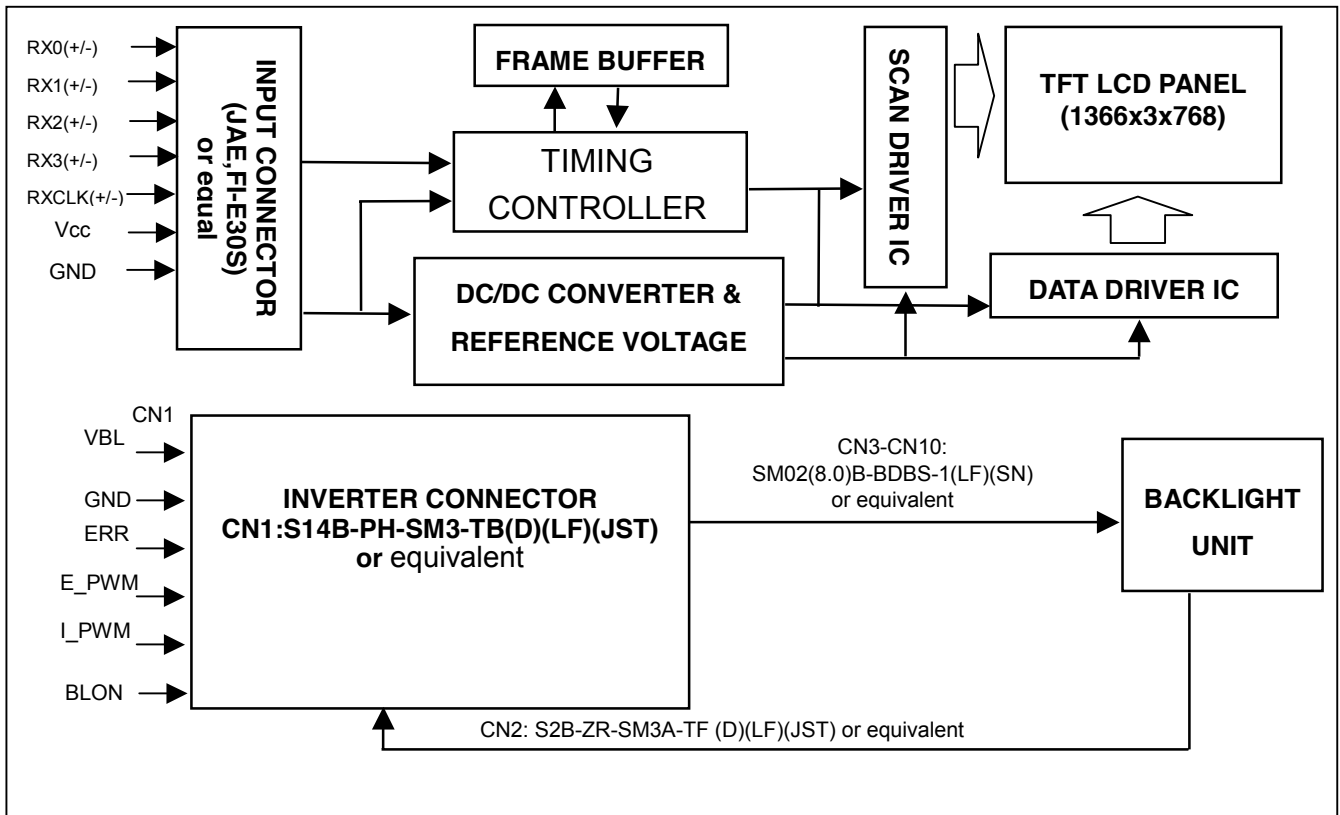 RX0(+/-)
RX1(+/-)
RX2(+/-)
RX3(+/-)
RXCLK(+/-)
Vcc
GND
INPUT CONNECTOR
(JAE,FI-E30S)
or equal
FRAME BUFFER
TIMING
CONTROLLER
DC/DC CONVERTER &
REFERENCE VOLTAGE
SCAN DRIVER IC
TFT LCD PANEL
(1366x3x768)
DATA DRIVER IC
CN1
VBL
GND
ERR
E_PWM
I_PWM
BLON
INVERTER CONNECTOR
CN1:S14B-PH-SM3-TB(D)(LF)(JST)
or equivalent
CN3-CN10:
SM02(8.0)B-BDBS-1(LF)(SN)
or equivalent
BACKLIGHT
UNIT
CN2: S2B-ZR-SM3A-TF (D)(LF)(JST) or equivalent